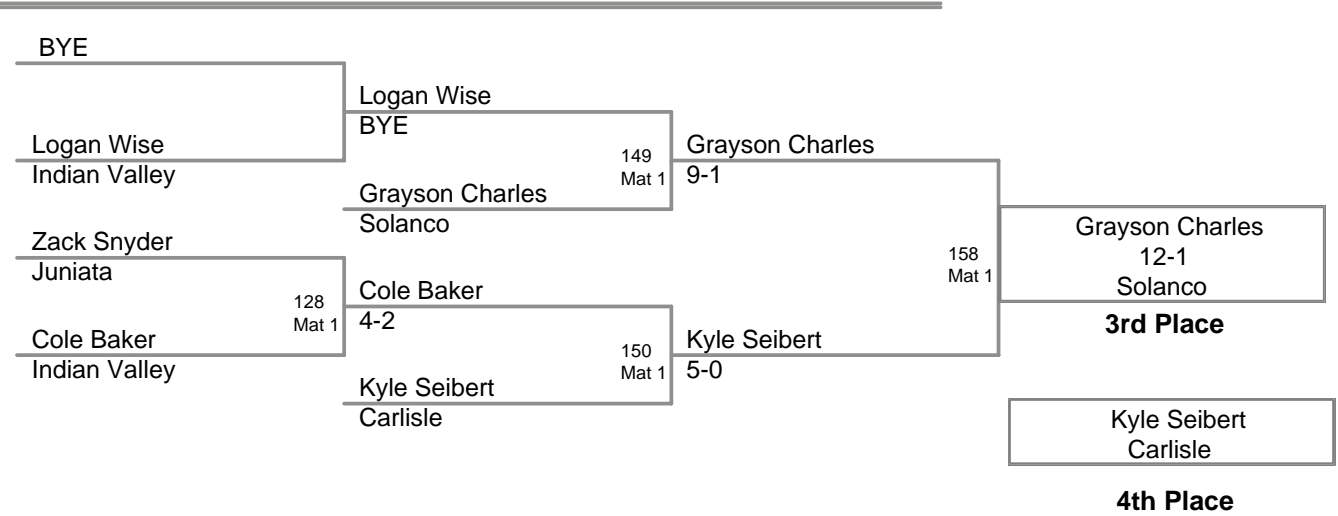 BYE
Logan Wise
BYE
Logan Wise
Indian Valley
149
Mat 1
Grayson Charles
9-1
Grayson Charles
Solanco
Zack Snyder
Juniata
158
Mat 1
Grayson Charles
12-1
Solanco
3rd Place
128
Mat 1
Cole Baker
4-2
Cole Baker
Indian Valley
150
Mat 1
Kyle Seibert
5-0
Kyle Seibert
Carlisle
Kyle Seibert
Carlisle
4th Place